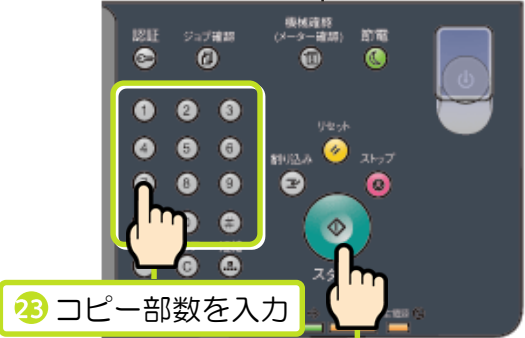 機械確認
認証 ジョブ確認 (メーター確認) 節電
1 2 3
リセット
4 5 6
割り込み ストップ
8 9
C
スタ
23 コピー部数を入力